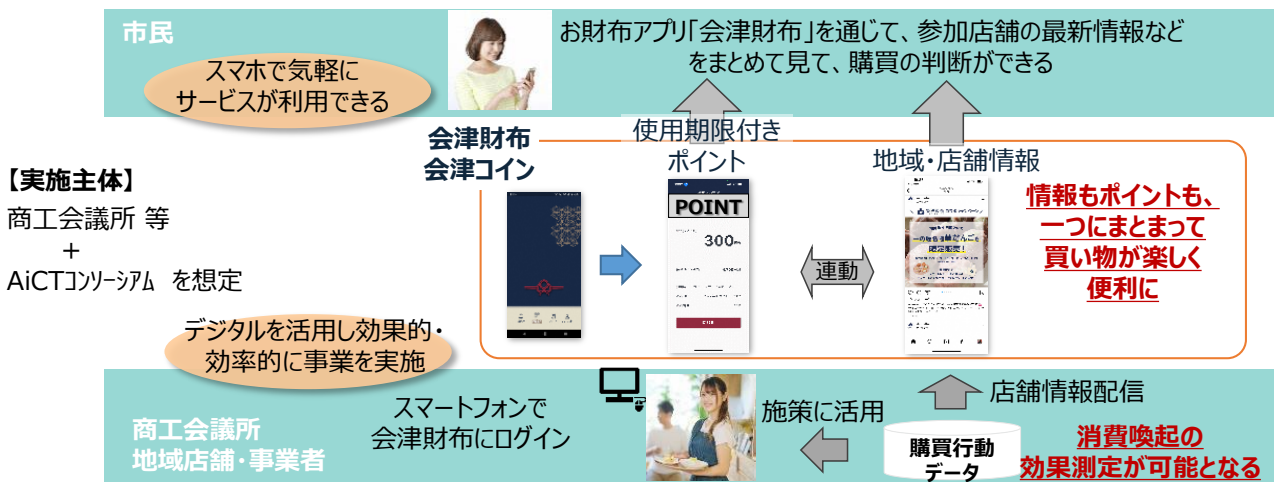 市民
お財布アプリ「会津財布」を通じて、参加店舗の最新情報など
をまとめて見て、購買の判断ができる
スマホで気軽に
サービスが利用できる
会津財布
会津コイン
使用期限付き
ポイント
地域・店舗情報
【実施主体】
商工会議所 等
+
AiCTコンソーシアム を想定
POINT
300
連動
情報もポイントも、
一つにまとまって
買い物が楽しく
便利に
デジタルを活用し効果的・
効率的に事業を実施
商工会議所
地域店舗・事業者
スマートフォンで
会津財布にログイン
施策に活用
店舗情報配信
購買行動
データ
消費喚起の
効果測定が可能となる